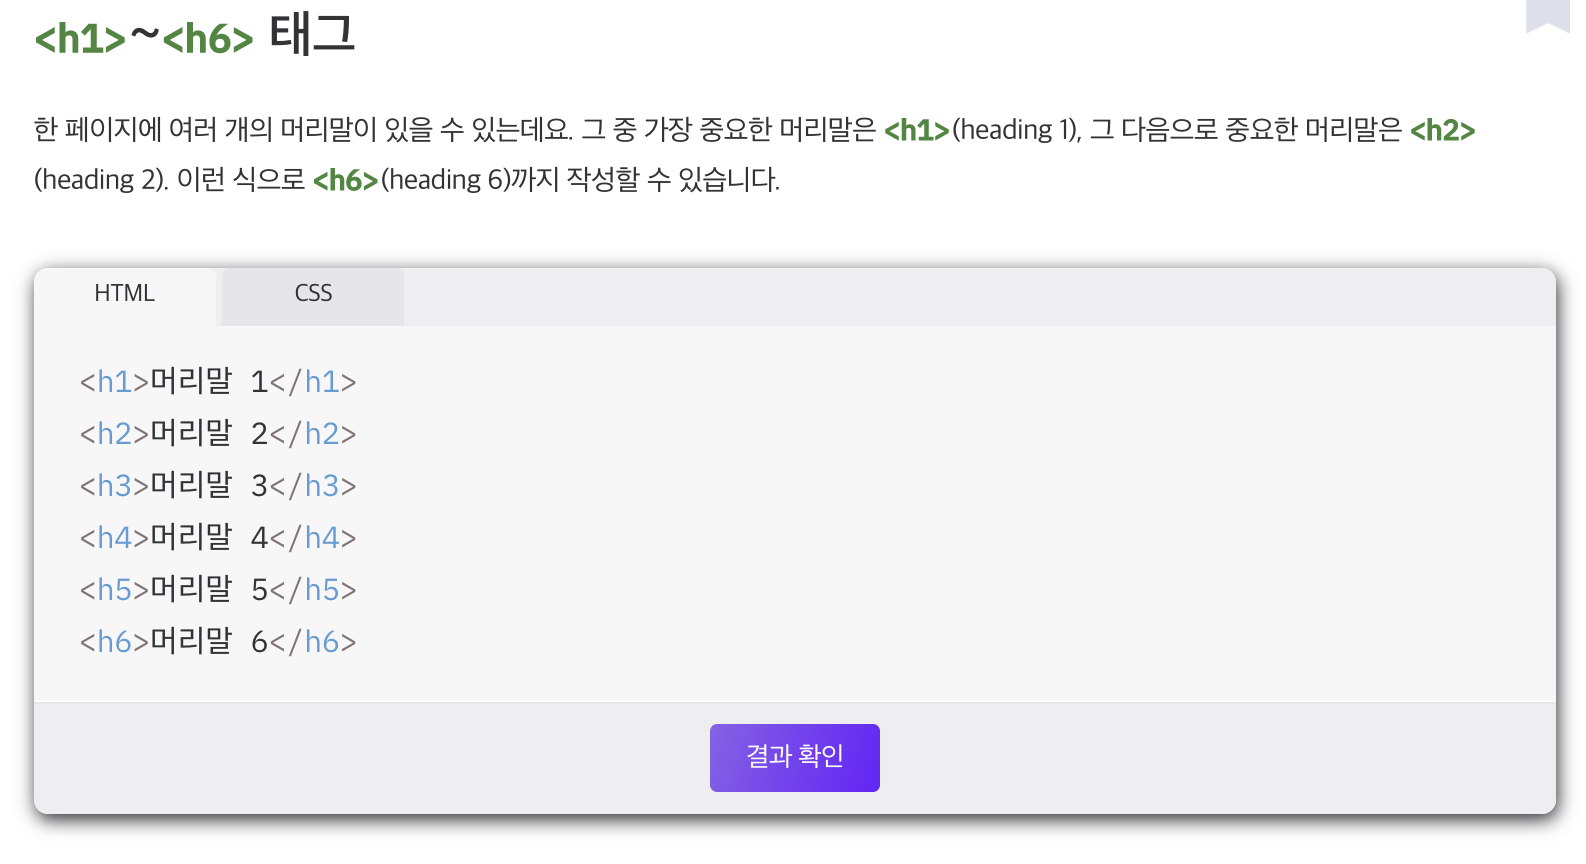 <h1>~<h6> 태그
한 페이지에 여러 개의 머리말이 있을 수 있는데요. 그 중 가장 중요한 머리말은 <h1>(heading 1), 그 다음으로 중요한 머리말은 <h2>
(heading 2). 이런 식으로 <h6>(heading 6)까지 작성할 수 있습니다.
HTML CSS
<h1>머리말 1</h1>
<h2>머리말 2</h2>
<h3>머리말 3</h3>
<h4>머리말 4</h4>
<h5>머리말 5</h5>
<h6>머리말 6</h6>
결과 확인